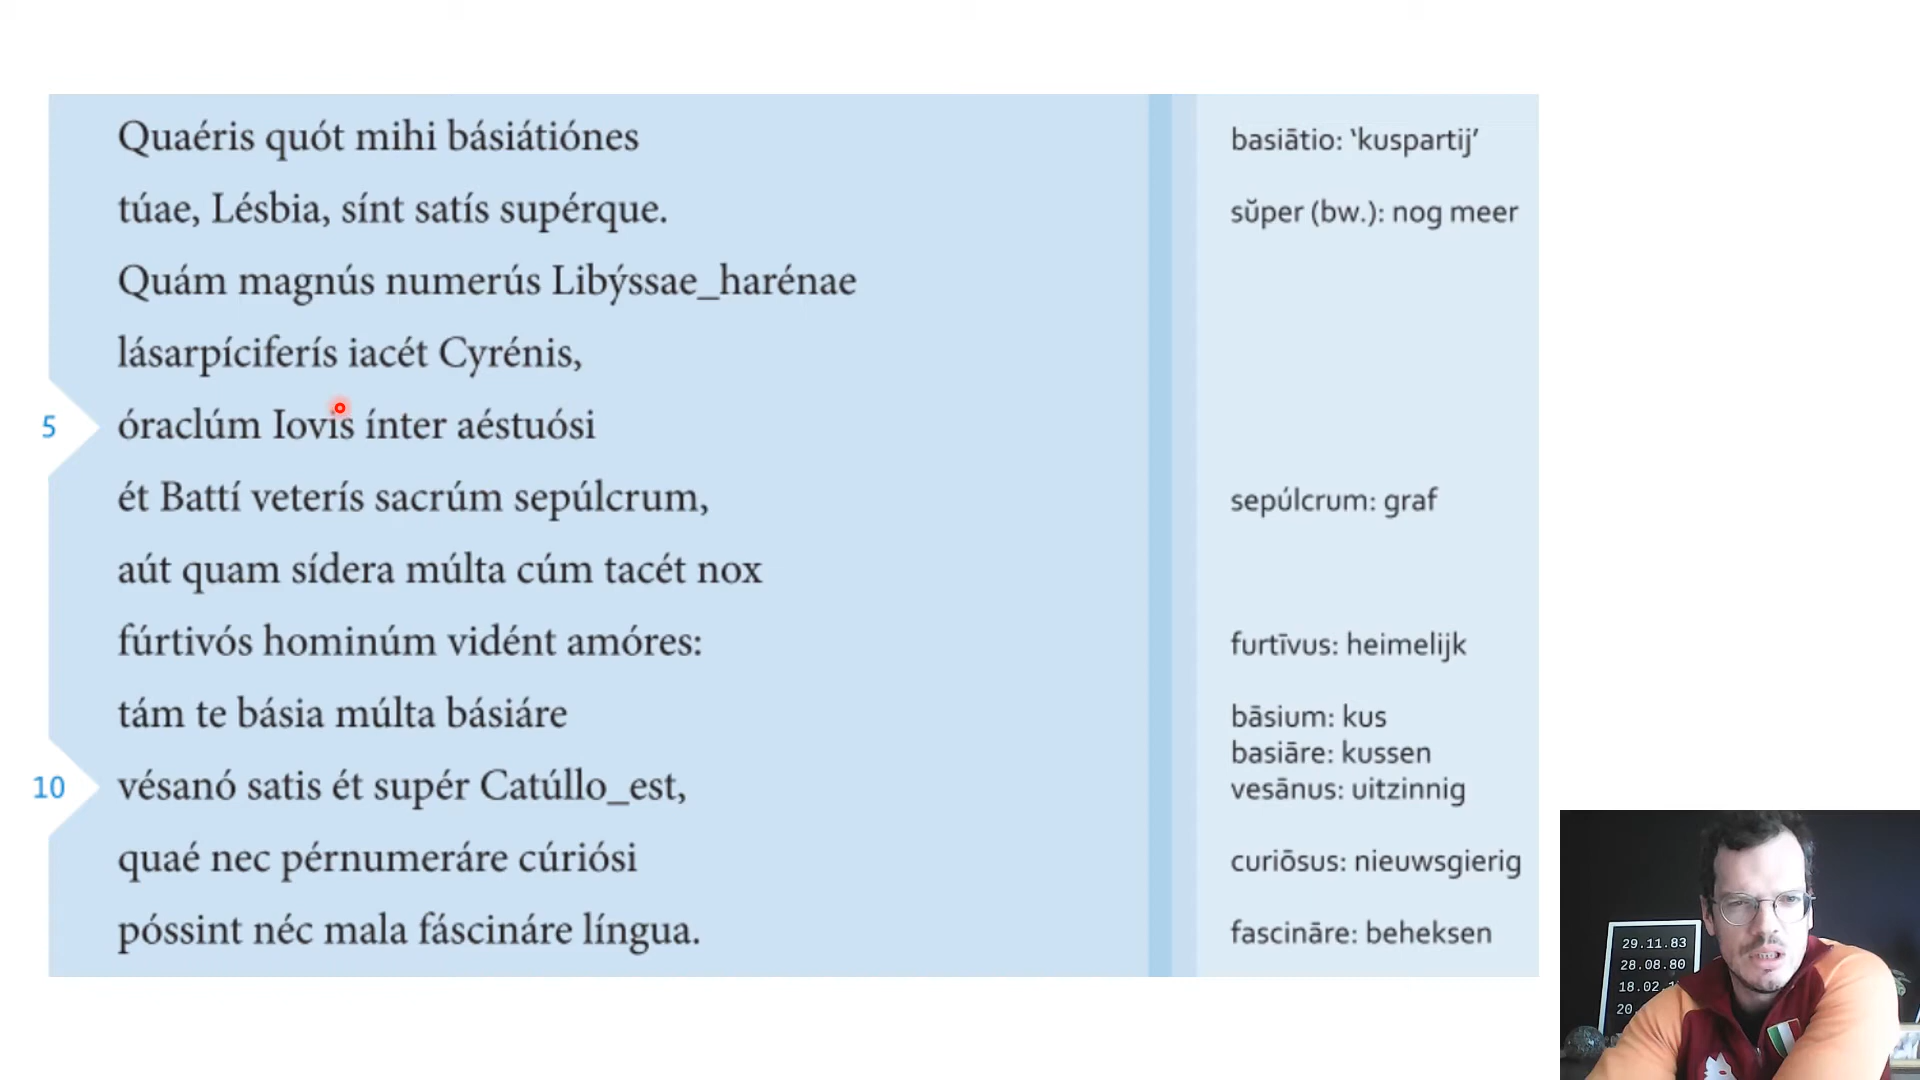 Quaéris quót mihi básiátiónes
túae, Lésbia, sínt satís supérque.
Quám magnús numerús Libýssae_harénae
lásarpíciferís iacét Cyrénis,
5
óraclúm Iovis ínter aéstuósi
ét Battí veterís sacrúm sepúlcrum,
aút quam sídera múlta cúm tacét nox
fúrtivós hominúm vidént amóres:
tám te básia múlta básiáre
10
vésanó satis ét supér Catúllo_est,
quaé nec pérnumeráre cúriósi
póssint néc mala fáscináre língua.
basiātio: ‘kuspartij’
sŭper (bw.): nog meer
sepúlcrum: graf
furtīvus: heimelijk
bāsium: kus
basiāre: kussen
vesānus: uitzinnig
curiōsus: nieuwsgierig
fascināre: beheksen
29.11.83
28.08.80
18.02.
20.